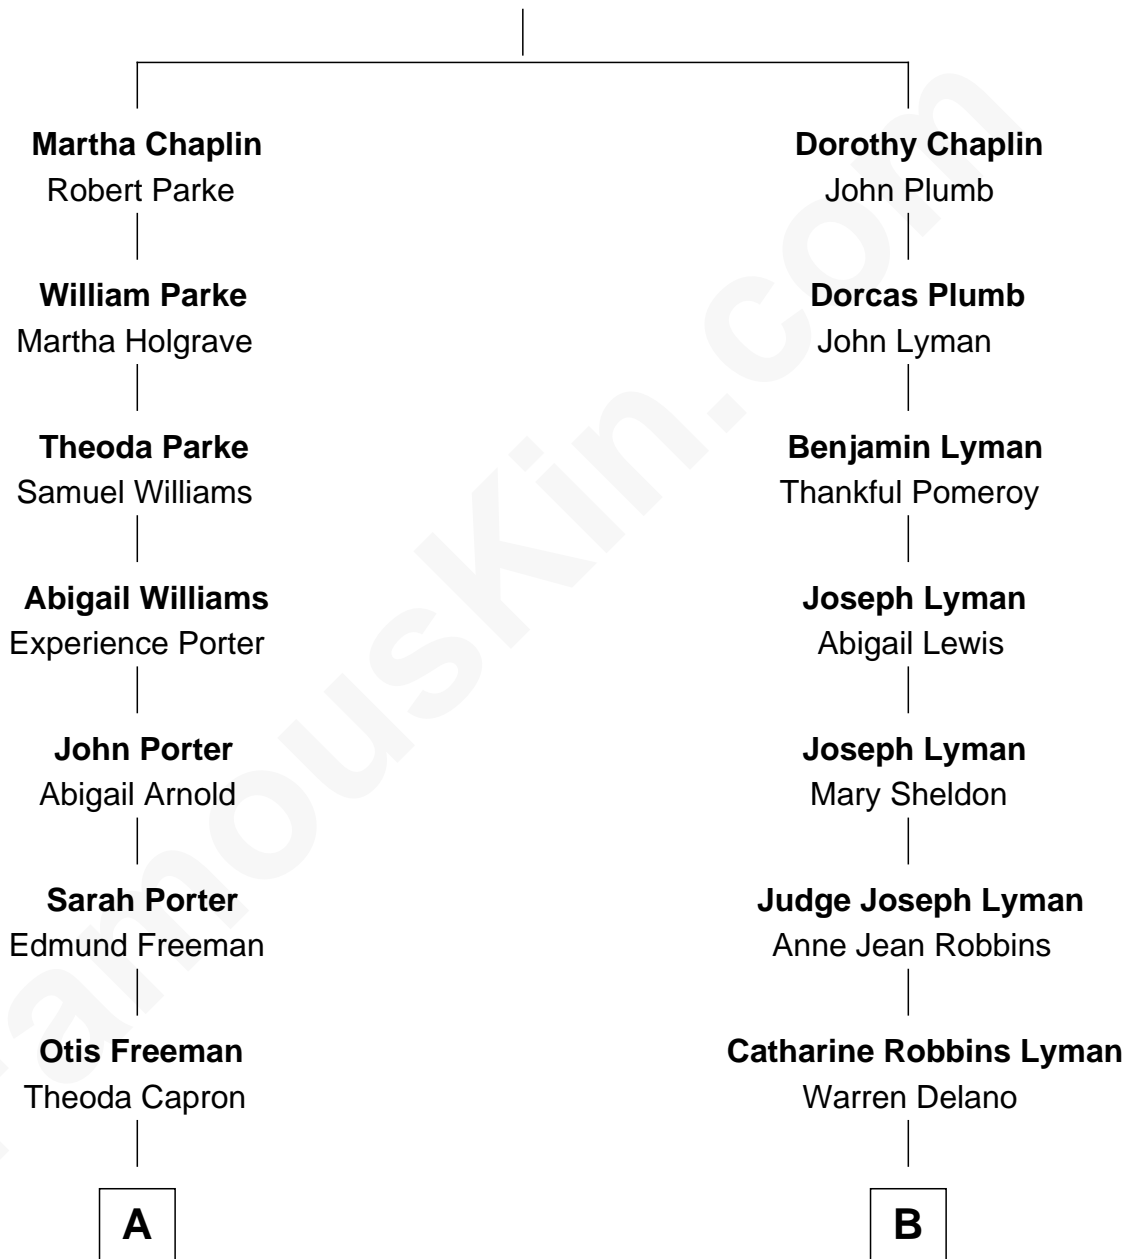 Martha Chaplin
Robert Parke
William Parke
Martha Holgrave
Theoda Parke
Samuel Williams
Abigail Williams
Experience Porter
John Porter
Abigail Arnold
Sarah Porter
Edmund Freeman
Otis Freeman
Theoda Capron
A
Dorothy Chaplin
John Plumb
Dorcas Plumb
John Lyman
Benjamin Lyman
Thankful Pomeroy
Joseph Lyman
Abigail Lewis
Joseph Lyman
Mary Sheldon
Judge Joseph Lyman
Anne Jean Robbins
Catharine Robbins Lyman
Warren Delano
B
FamousKin.com